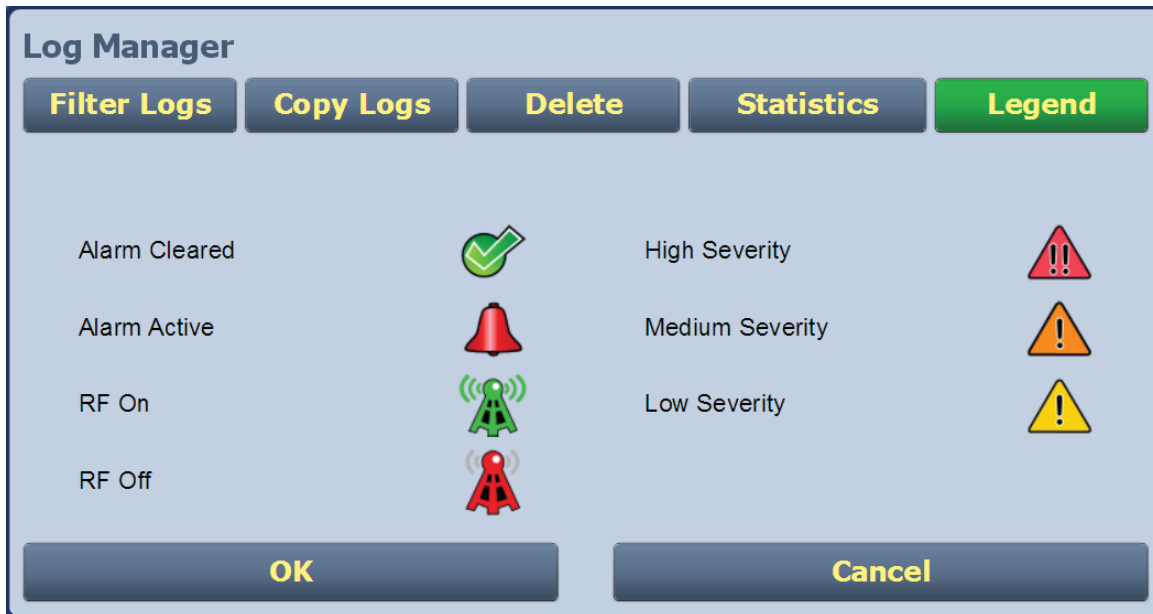 Log Manager
Filter Logs Copy Logs Delete Statistics Legend
Alarm Cleared High Severity
Alarm Active Medium Severity
RF On Low Severity
RF Off
OK Cancel